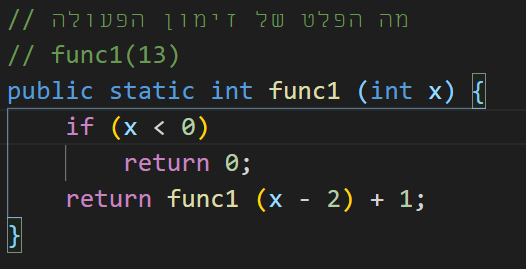 // מה הפלט של זימון הפעולה
// func1(13)
public static int func1 (int x) {
    if (x < 0)
        return 0;
    return func1 (x - 2) + 1;
}